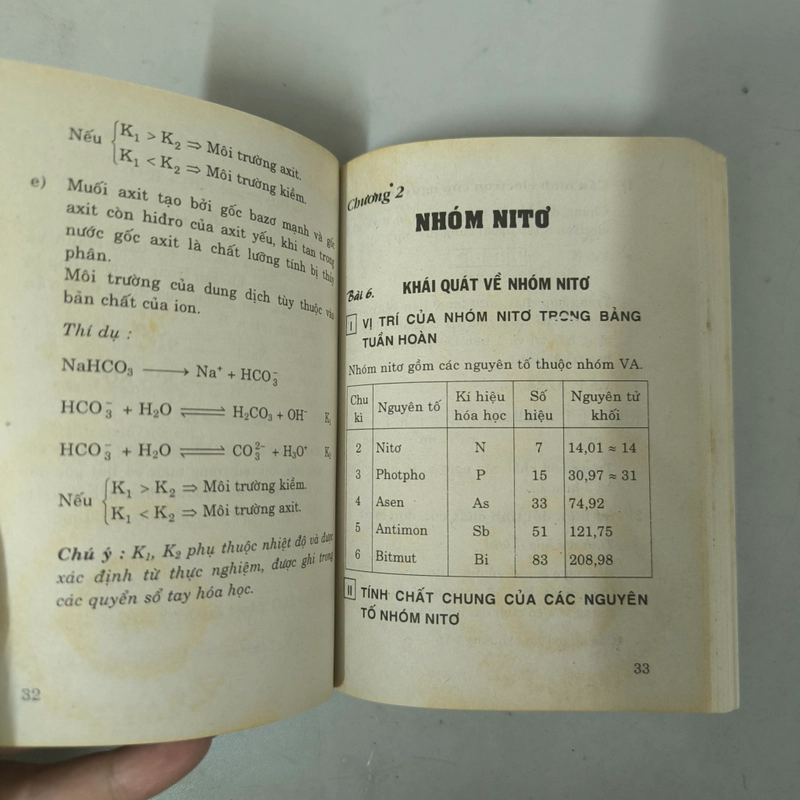 Nếu {K₁ > K₂ ⇒ Môi trường axit.
K₁ < K₂ ⇒ Môi trường kiềm.
e) Muối axit tạo bởi gốc bazơ mạnh và gốc
axit còn hiđro của axit yếu, khi tan trong
nước gốc axit là chất lưỡng tính bị thủy
phân.
Môi trường của dung dịch tùy thuộc vào
bản chất của ion.
Thí dụ :
NaHCO₃ ⟶ Na⁺ + HCO₃⁻
HCO₃⁻ + H₂O ⇌ H₂CO₃ + OH⁻ K₁
HCO₃⁻ + H₂O ⇌ CO₃²⁻ + H₃O⁺ K₂
Nếu {K₁ > K₂ ⇒ Môi trường kiềm.
K₁ < K₂ ⇒ Môi trường axit.
Chú ý : K₁, K₂ phụ thuộc nhiệt độ và được
xác định từ thực nghiệm, được ghi trong
các quyển sổ tay hóa học.
32
Chương 2
NHÓM NITƠ
Bài 6. KHÁI QUÁT VỀ NHÓM NITƠ
I VỊ TRÍ CỦA NHÓM NITƠ TRONG BẢNG
TUẦN HOÀN
Nhóm nitơ gồm các nguyên tố thuộc nhóm VA.
Chu kì | Nguyên tố | Kí hiệu hóa học | Số hiệu | Nguyên tử khối
2 | Nitơ | N | 7 | 14,01 ≈ 14
3 | Photpho | P | 15 | 30,97 ≈ 31
4 | Asen | As | 33 | 74,92
5 | Antimon | Sb | 51 | 121,75
6 | Bitmut | Bi | 83 | 208,98
II TÍNH CHẤT CHUNG CỦA CÁC NGUYÊN
TỐ NHÓM NITƠ
33